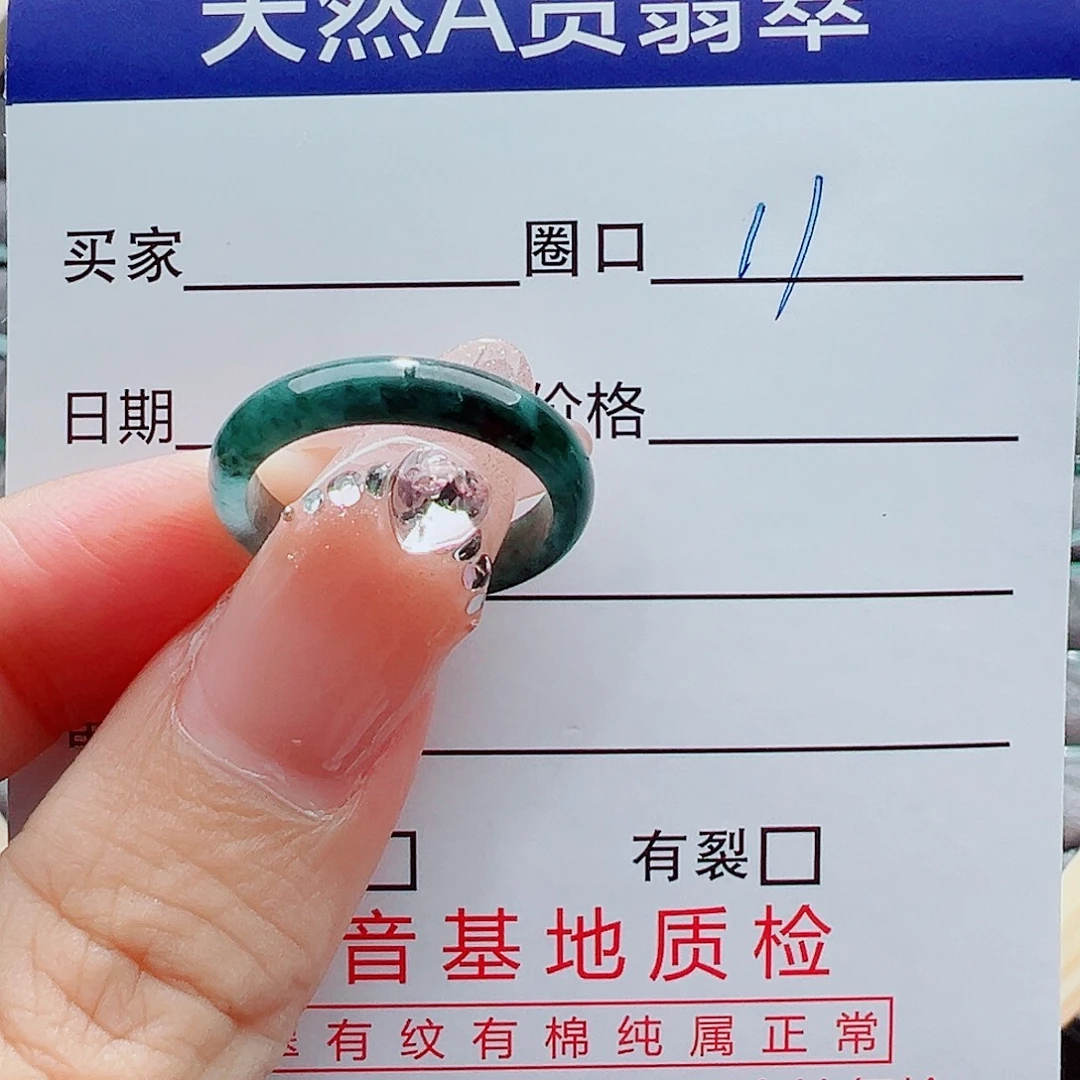 天然A货翡翠
买家 圈口 11
日期 价格
有裂
音基地质检
有纹有棉纯属正常